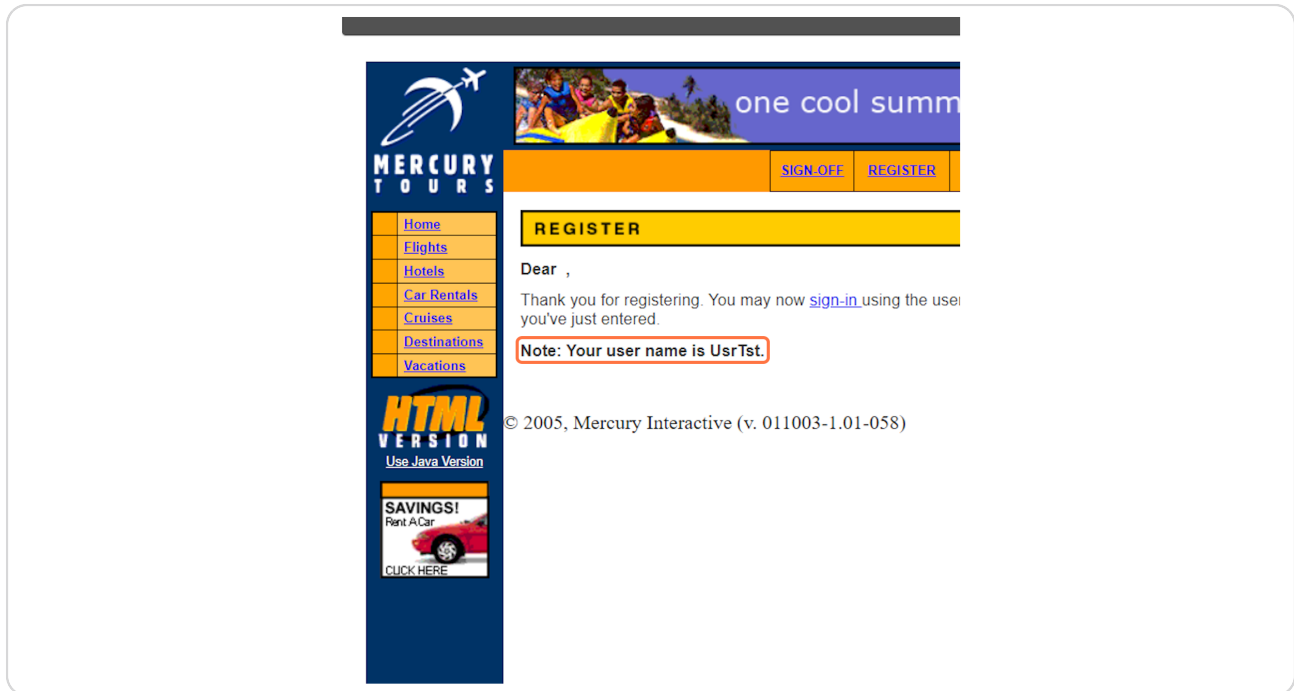 one cool summ
MERCURY
TOURS
SIGN-OFF
REGISTER
Home
Flights
Hotels
Car Rentals
Cruises
Destinations
Vacations
REGISTER
Dear ,
Thank you for registering. You may now sign-in using the user
you've just entered.
Note: Your user name is UsrTst.
HTML
VERSION
Use Java Version
© 2005, Mercury Interactive (v. 011003-1.01-058)
SAVINGS!
Rent A Car
CLICK HERE